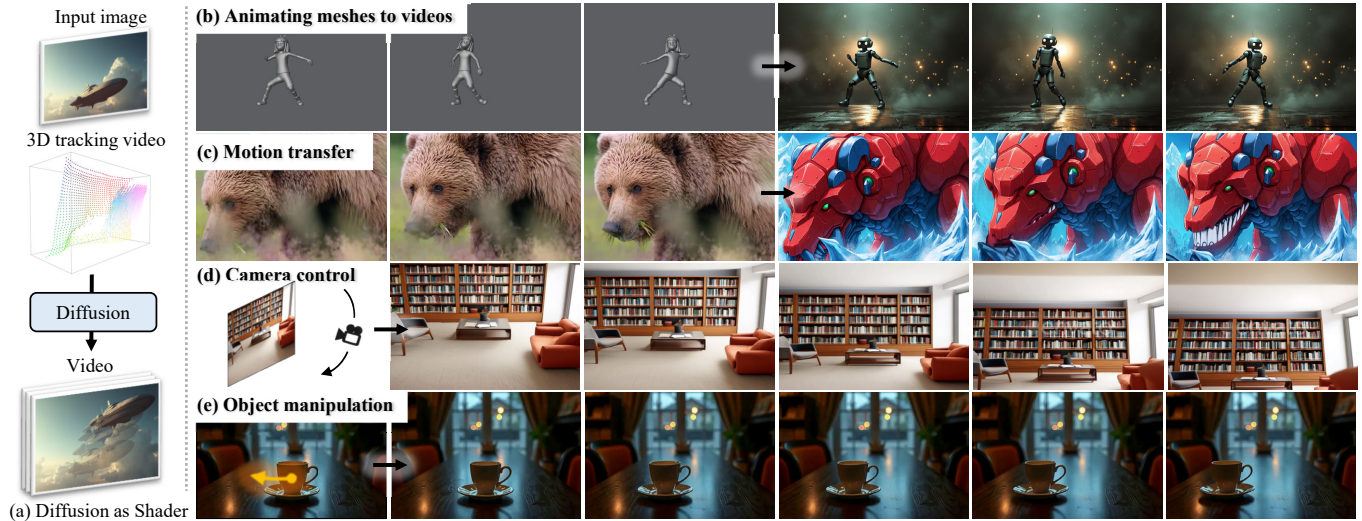 Input image
3D tracking video
Diffusion
Video
(a) Diffusion as Shader
(b) Animating meshes to videos
(c) Motion transfer
(d) Camera control
(e) Object manipulation